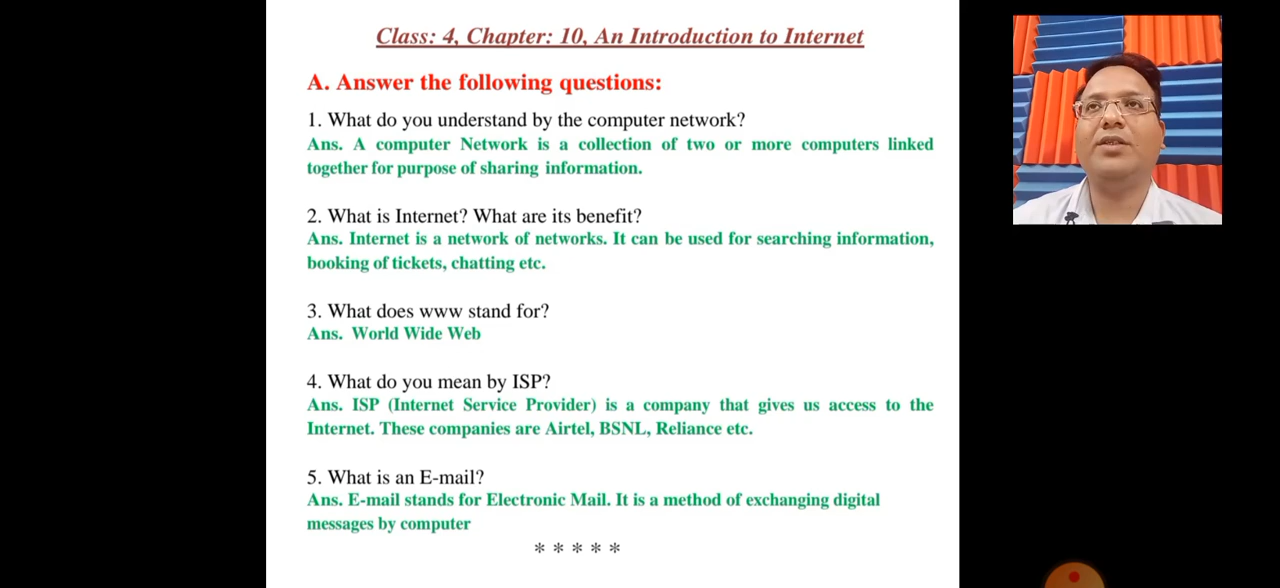 Class: 4, Chapter: 10, An Introduction to Internet
A. Answer the following questions:
1. What do you understand by the computer network?
Ans. A computer Network is a collection of two or more computers linked
together for purpose of sharing information.
2. What is Internet? What are its benefit?
Ans. Internet is a network of networks. It can be used for searching information,
booking of tickets, chatting etc.
3. What does www stand for?
Ans. World Wide Web
4. What do you mean by ISP?
Ans. ISP (Internet Service Provider) is a company that gives us access to the
Internet. These companies are Airtel, BSNL, Reliance etc.
5. What is an E-mail?
Ans. E-mail stands for Electronic Mail. It is a method of exchanging digital
messages by computer
* * * * *